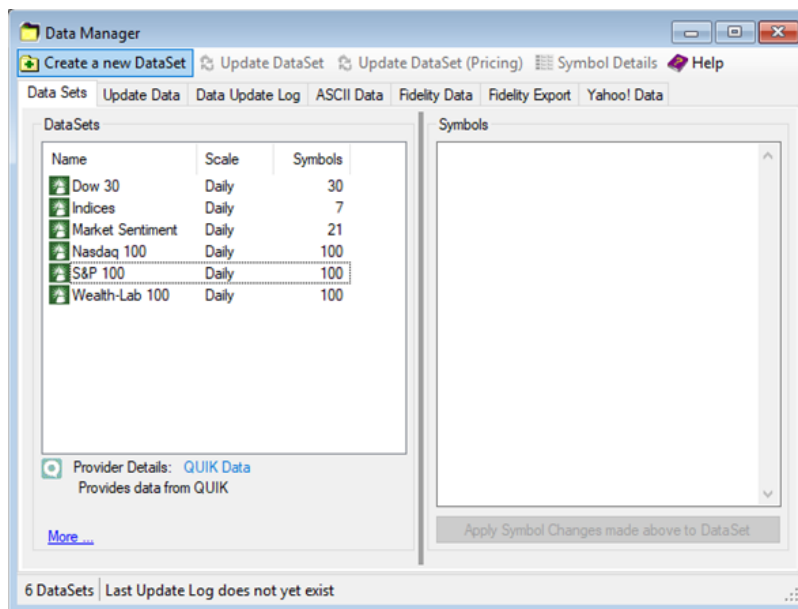 Data Manager
Create a new DataSet Update DataSet Update DataSet (Pricing) Symbol Details Help
Data Sets Update Data Data Update Log ASCII Data Fidelity Data Fidelity Export Yahoo! Data
DataSets Symbols
Name Scale Symbols
Dow 30 Daily 30
Indices Daily 7
Market Sentiment Daily 21
Nasdaq 100 Daily 100
S&P 100 Daily 100
Wealth-Lab 100 Daily 100
Provider Details: QUIK Data
Provides data from QUIK
More ...
Apply Symbol Changes made above to DataSet
6 DataSets Last Update Log does not yet exist